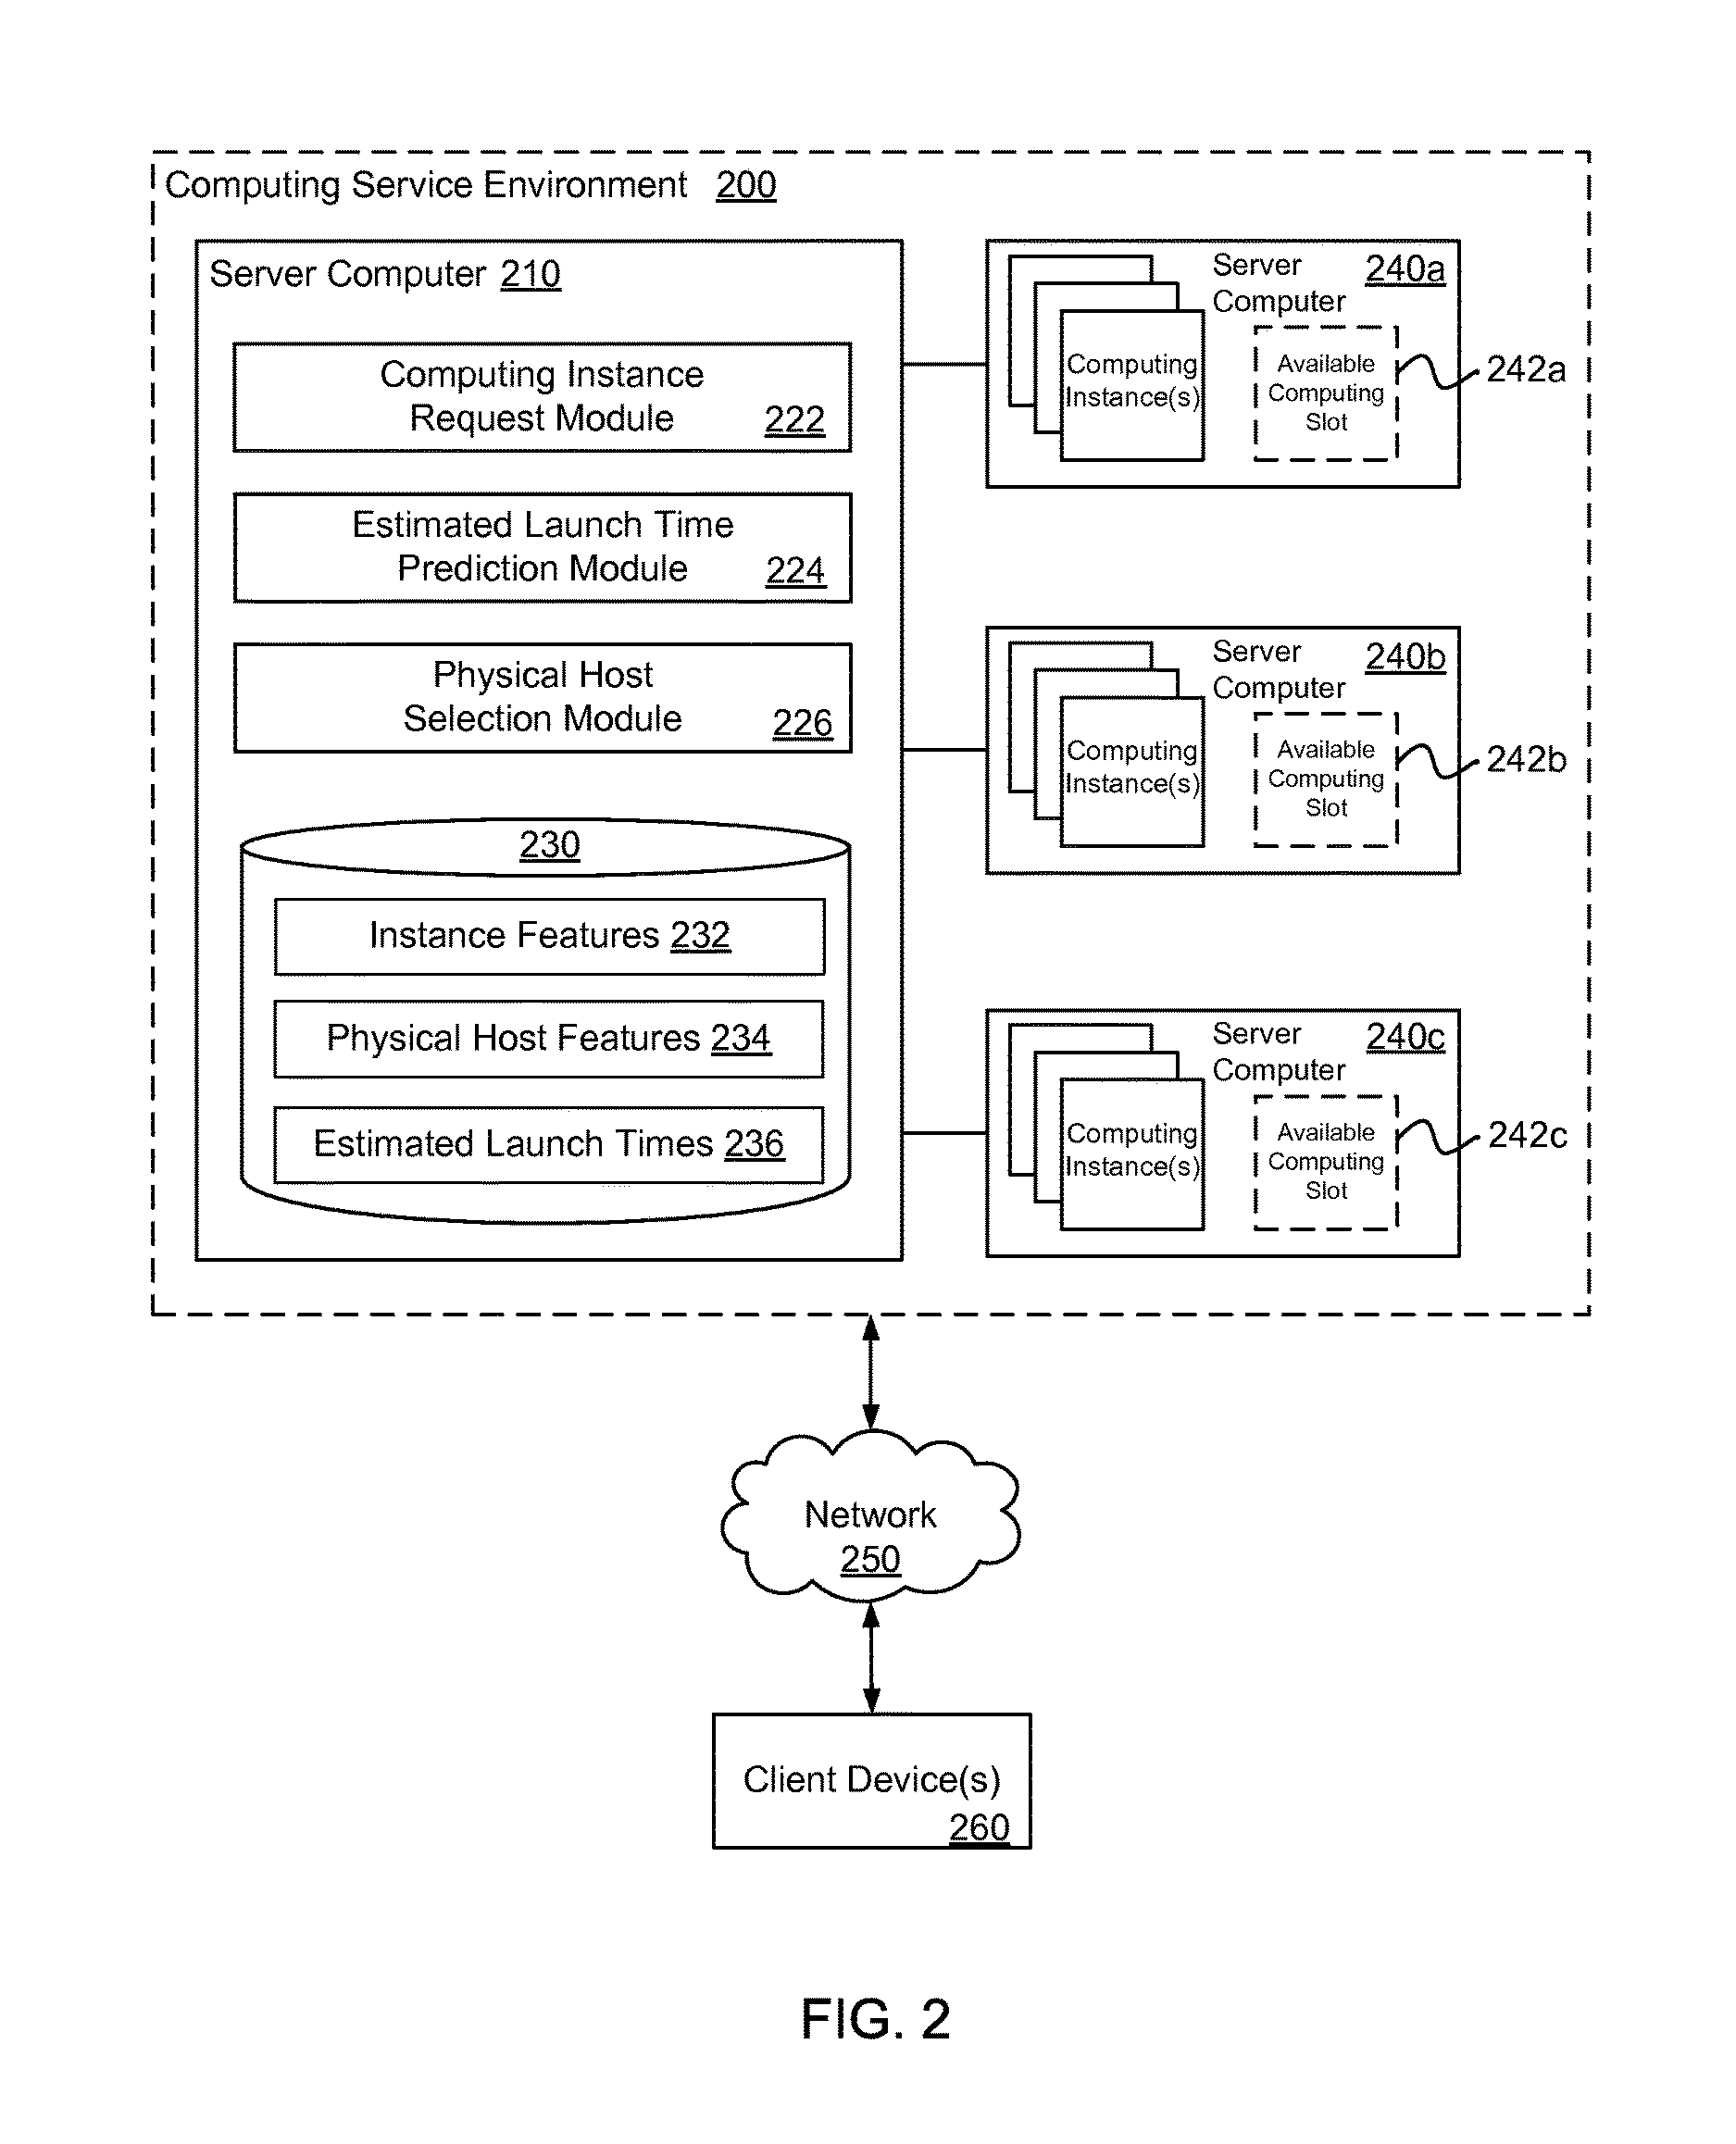 Computing Service Environment 200
Server Computer 210
Computing Instance
Request Module 222
Estimated Launch Time
Prediction Module 224
Physical Host
Selection Module 226
230
Instance Features 232
Physical Host Features 234
Estimated Launch Times 236
Server
Computer
240a
Computing
Instance(s)
Available
Computing
Slot
242a
Server
Computer
240b
Computing
Instance(s)
Available
Computing
Slot
242b
Server
Computer
240c
Computing
Instance(s)
Available
Computing
Slot
242c
Network
250
Client Device(s)
260
FIG. 2